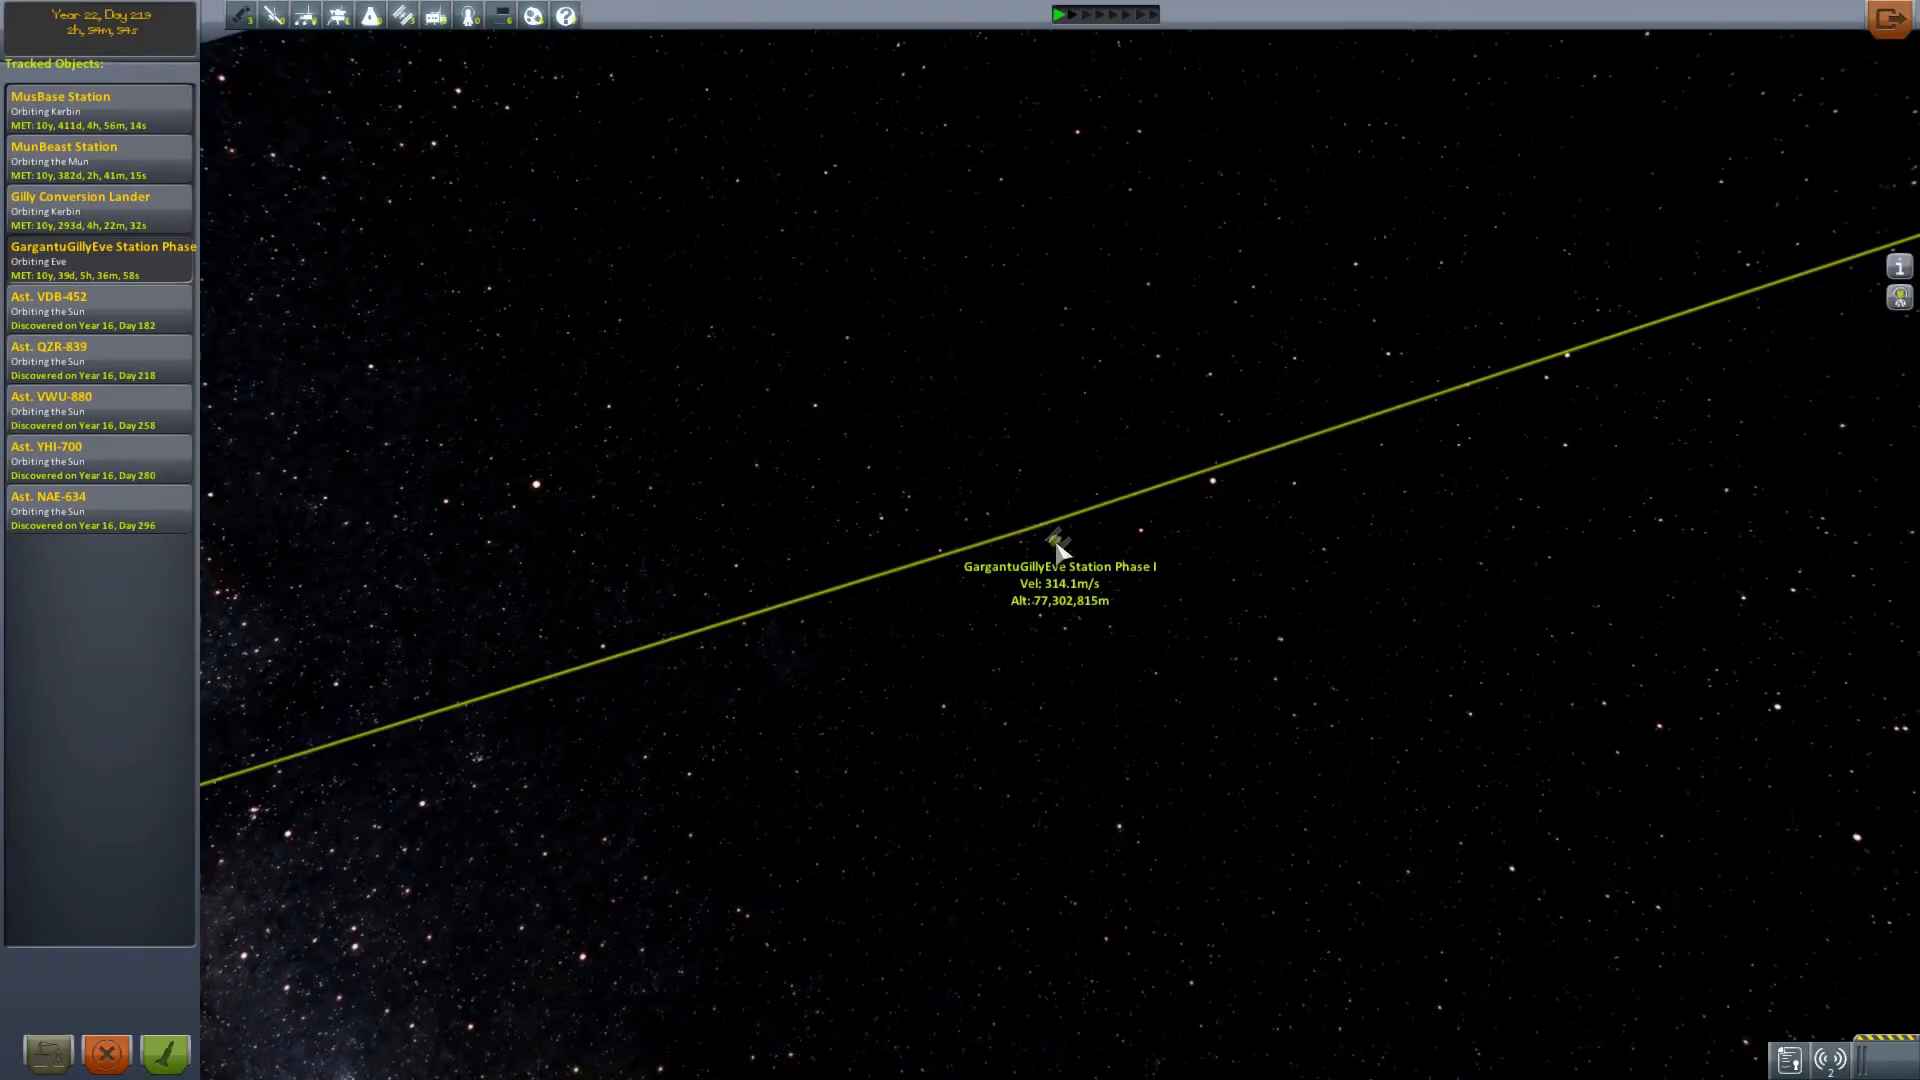 Year 22, Day 219
2h, 54m, 54s
Tracked Objects:
MusBase Station
Orbiting Kerbin
MET: 10y, 411d, 4h, 56m, 14s
MunBeast Station
Orbiting the Mun
MET: 10y, 382d, 2h, 41m, 15s
Gilly Conversion Lander
Orbiting Kerbin
MET: 10y, 293d, 4h, 22m, 32s
GargantuGillyEve Station Phase
Orbiting Eve
MET: 10y, 39d, 5h, 36m, 58s
Ast. VDB-452
Orbiting the Sun
Discovered on Year 16, Day 182
Ast. QZR-839
Orbiting the Sun
Discovered on Year 16, Day 218
Ast. VWU-880
Orbiting the Sun
Discovered on Year 16, Day 258
Ast. YHI-700
Orbiting the Sun
Discovered on Year 16, Day 280
Ast. NAE-634
Orbiting the Sun
Discovered on Year 16, Day 296
GargantuGillyEve Station Phase I
Vel: 314.1m/s
Alt: 77,302,815m
2